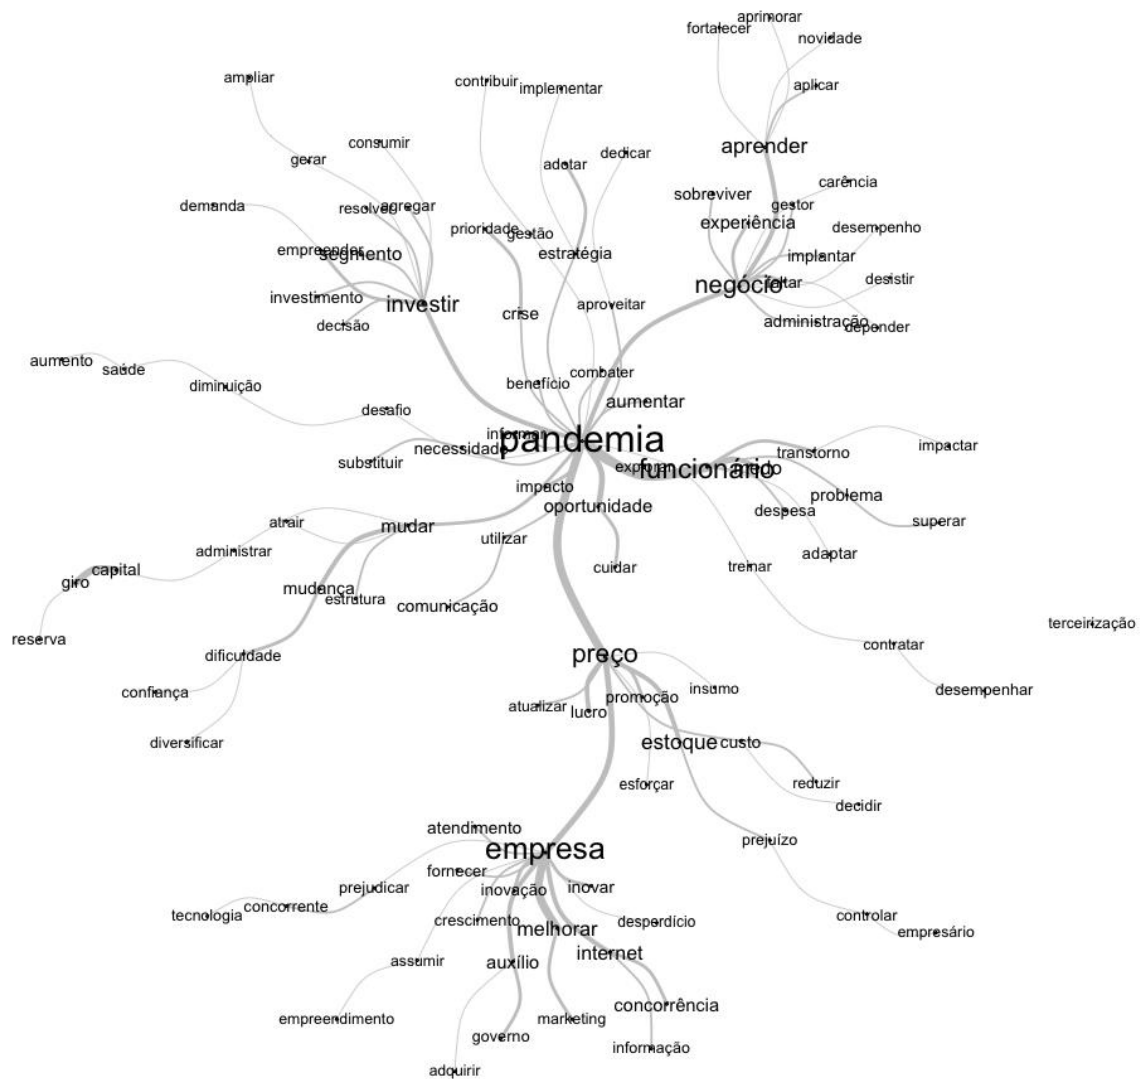 aprimorar
fortalecer
novidade
ampliar
contribuir
implementar
aplicar
consumir
aprender
gerar
adotar
dedicar
carência
sobreviver
demanda
resolver
agregar
gestor
prioridade
gestão
experiência
desempenho
empreender
segmento
estratégia
implantar
investimento
investir
negócio
faltar
desistir
decisão
crise
aproveitar
administração
depender
aumento
saúde
diminuição
benefício
combater
desafio
aumentar
informar
pandemia
necessidade
substituir
explorar
funcionário
medo
transtorno
impactar
impacto
oportunidade
problema
despesa
superar
atrair
mudar
utilizar
administrar
adaptar
giro
capital
cuidar
treinar
mudança
estrutura
comunicação
terceirização
reserva
dificuldade
preço
contratar
confiança
insumo
desempenhar
atualizar
lucro
promoção
diversificar
estoque
custo
esforçar
reduzir
decidir
atendimento
prejuízo
empresa
fornecer
prejudicar
inovação
inovar
tecnologia
concorrente
crescimento
desperdício
controlar
melhorar
empresário
assumir
auxílio
internet
concorrência
empreendimento
marketing
governo
informação
adquirir